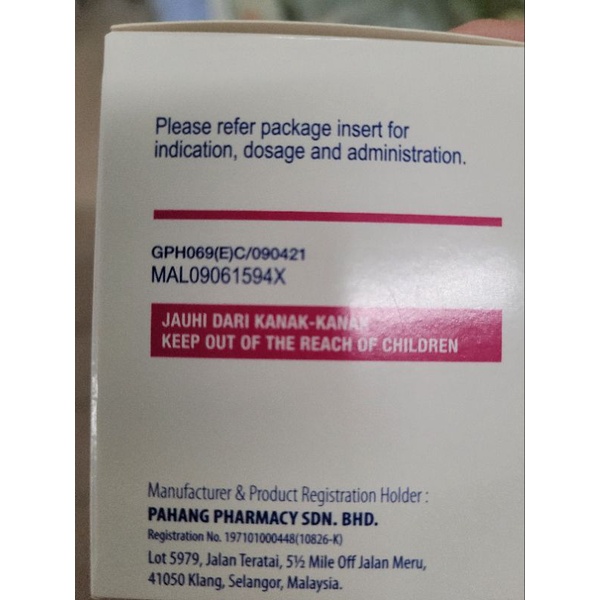 Please refer package insert for
indication, dosage and administration.
GPH069(E)C/090421
MAL09061594X
JAUHI DARI KANAK-KANAK
KEEP OUT OF THE REACH OF CHILDREN
Manufacturer & Product Registration Holder :
PAHANG PHARMACY SDN. BHD.
Registration No. 197101000448(10826-K)
Lot 5979, Jalan Teratai, 5½ Mile Off Jalan Meru,
41050 Klang, Selangor, Malaysia.